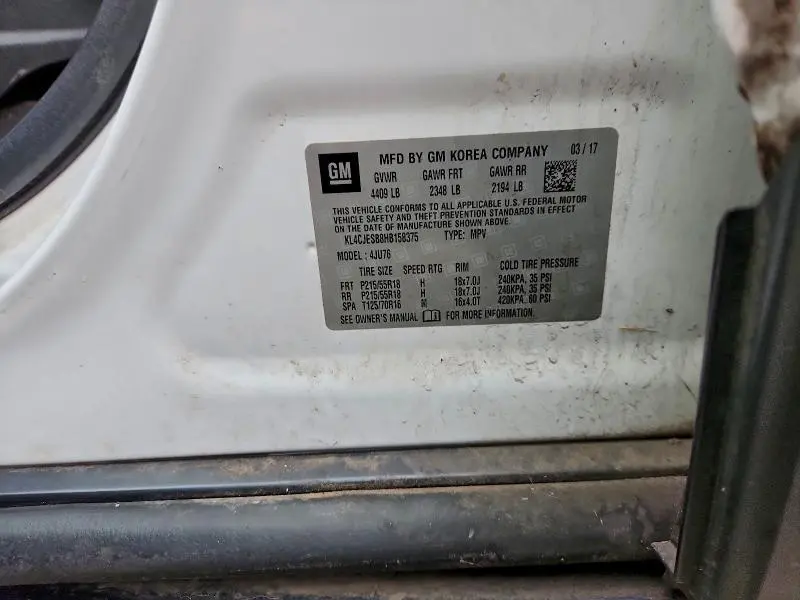 GM
MFD BY GM KOREA COMPANY 03 / 17
GVWR GAWR FRT GAWR RR
4409 LB 2348 LB 2194 LB
THIS VEHICLE CONFORMS TO ALL APPLICABLE U.S. FEDERAL MOTOR
VEHICLE SAFETY AND THEFT PREVENTION STANDARDS IN EFFECT
ON THE DATE OF MANUFACTURE SHOWN ABOVE.
KL4CJESB8HB158375 TYPE: MPV
MODEL : 4JU76
TIRE SIZE SPEED RTG RIM COLD TIRE PRESSURE
FRT P215/55R18 H 18x7.0J 240KPA, 35 PSI
RR P215/55R18 H 18x7.0J 240KPA, 35 PSI
SPA T125/70R16 M 16x4.0T 420KPA, 60 PSI
SEE OWNER'S MANUAL FOR MORE INFORMATION.